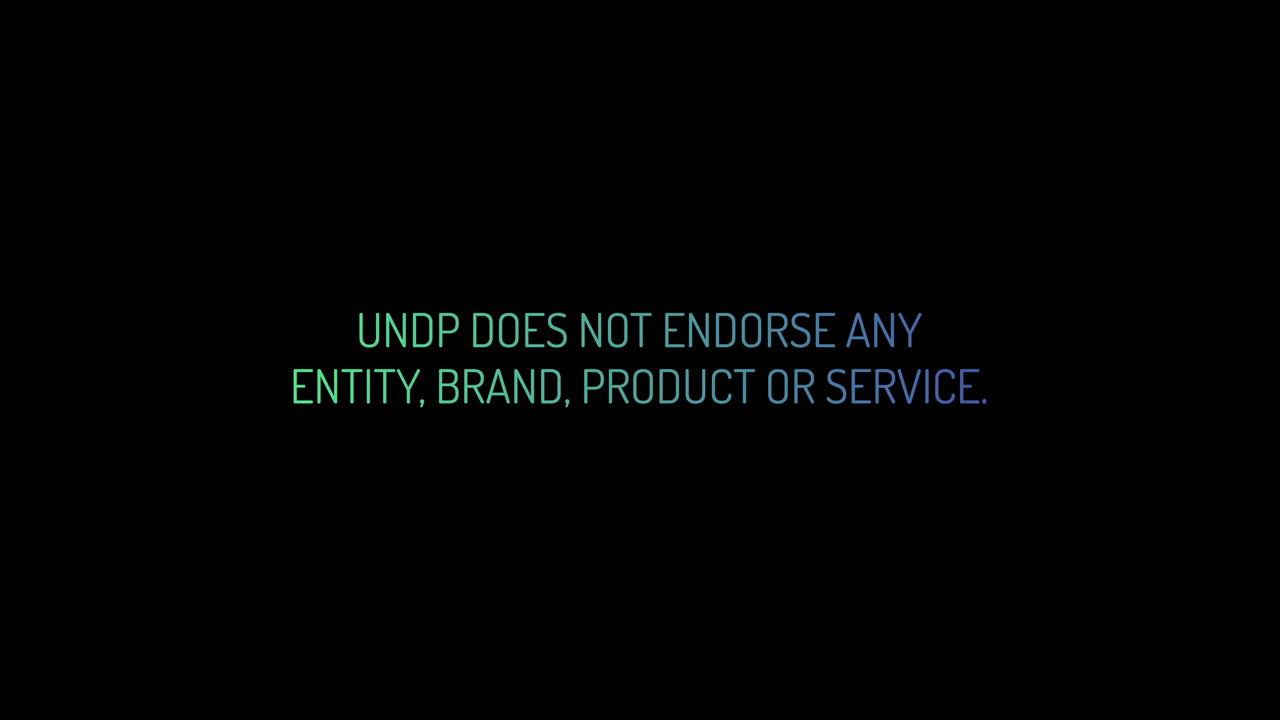 UNDP DOES NOT ENDORSE ANY
ENTITY, BRAND, PRODUCT OR SERVICE.